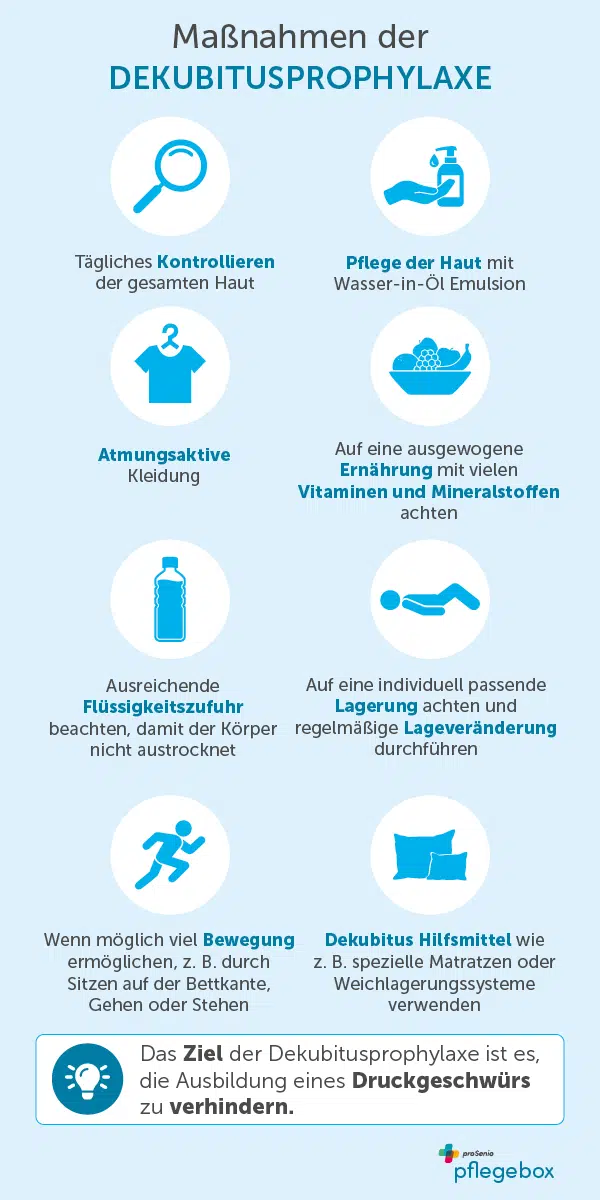 Maßnahmen der
DEKUBITUSPROPHYLAXE
Tägliches Kontrollieren
der gesamten Haut
Pflege der Haut mit
Wasser-in-Öl Emulsion
Atmungsaktive
Kleidung
Auf eine ausgewogene
Ernährung mit vielen
Vitaminen und Mineralstoffen
achten
Ausreichende
Flüssigkeitszufuhr
beachten, damit der Körper
nicht austrocknet
Auf eine individuell passende
Lagerung achten und
regelmäßige Lageveränderung
durchführen
Wenn möglich viel Bewegung
ermöglichen, z. B. durch
Sitzen auf der Bettkante,
Gehen oder Stehen
Dekubitus Hilfsmittel wie
z. B. spezielle Matratzen oder
Weichlagerungssysteme
verwenden
Das Ziel der Dekubitusprophylaxe ist es,
die Ausbildung eines Druckgeschwürs
zu verhindern.
proSenio
pflegebox